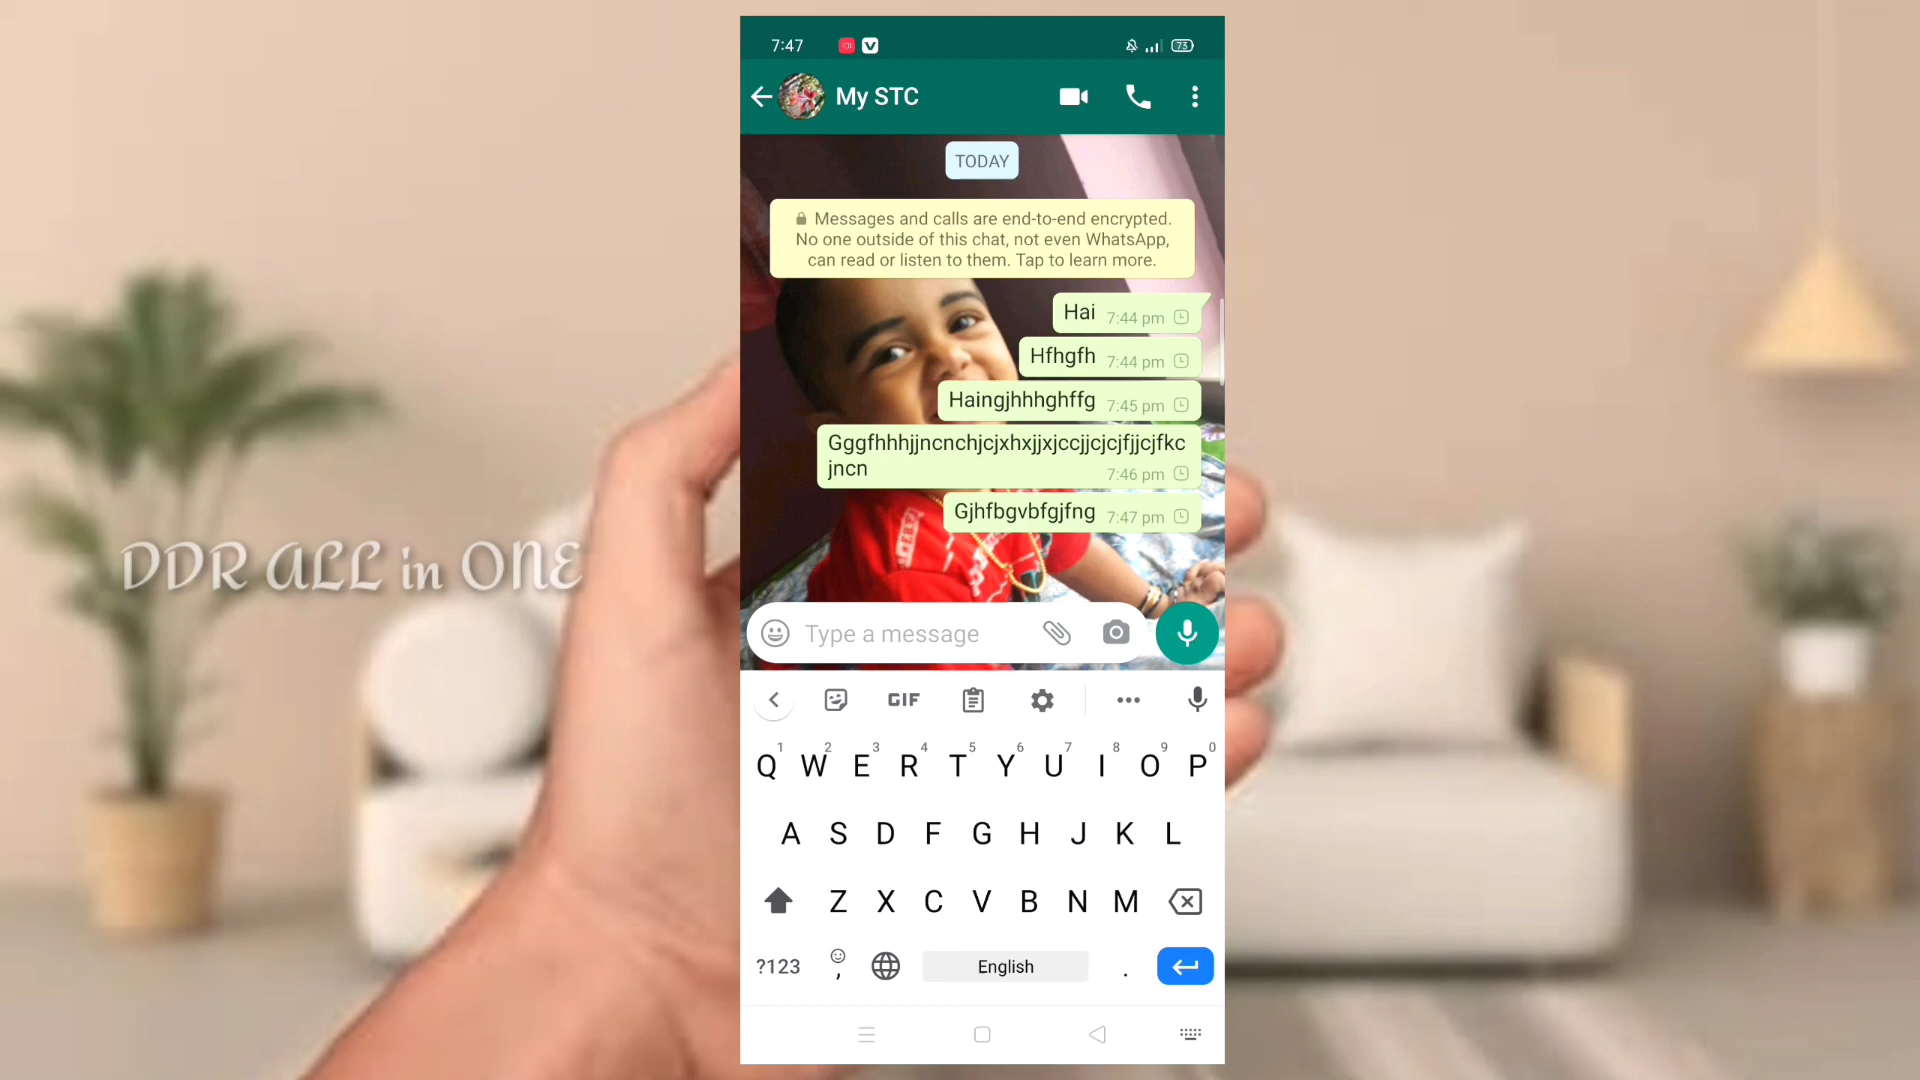 7:47
73
My STC
TODAY
Messages and calls are end-to-end encrypted.
No one outside of this chat, not even WhatsApp,
can read or listen to them. Tap to learn more.
Hai 7:44 pm
Hfhgfh 7:44 pm
Haingjhhhghffg 7:45 pm
Gggfhhhjjncnchjcjxhxjjxjccjjcjcjfjjcjfkc
jncn 7:46 pm
Gjhfbgvbfgjfng 7:47 pm
DDR ALL in ONE
Type a message
GIF
1 2 3 4 5 6 7 8 9 0
Q W E R T Y U I O P
A S D F G H J K L
Z X C V B N M
?123 , English .